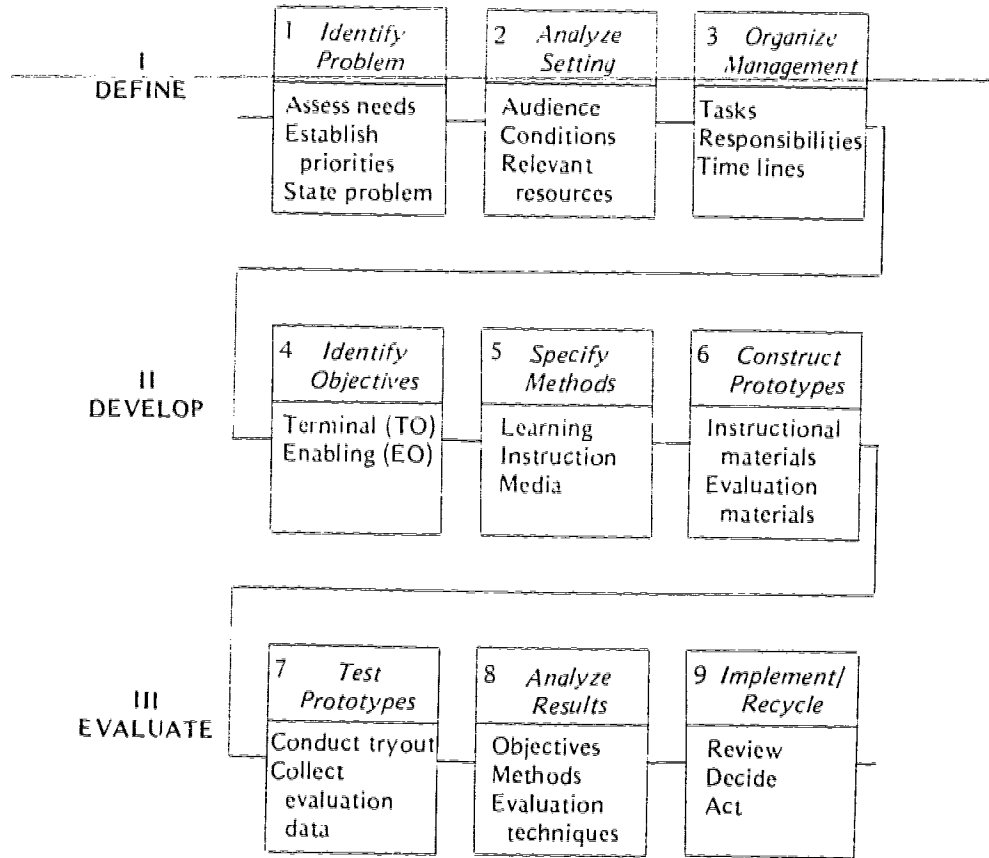 I
DEFINE
1 Identify
Problem
Assess needs
Establish
priorities
State problem
2 Analyze
Setting
Audience
Conditions
Relevant
resources
3 Organize
Management
Tasks
Responsibilities
Time lines
II
DEVELOP
4 Identify
Objectives
Terminal (TO)
Enabling (EO)
5 Specify
Methods
Learning
Instruction
Media
6 Construct
Prototypes
Instructional
materials
Evaluation
materials
III
EVALUATE
7 Test
Prototypes
Conduct tryout
Collect
evaluation
data
8 Analyze
Results
Objectives
Methods
Evaluation
techniques
9 Implement/
Recycle
Review
Decide
Act